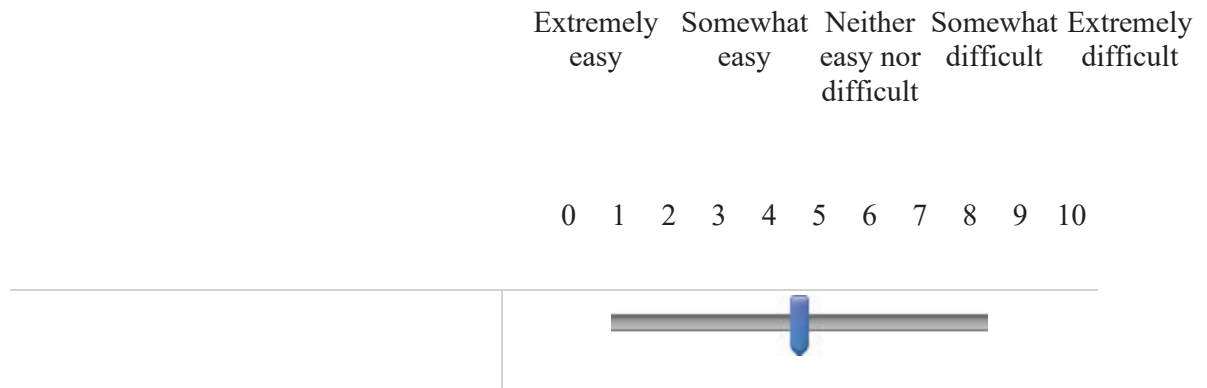 Extremely Somewhat Neither Somewhat Extremely
easy easy easy nor difficult difficult
difficult
0 1 2 3 4 5 6 7 8 9 10